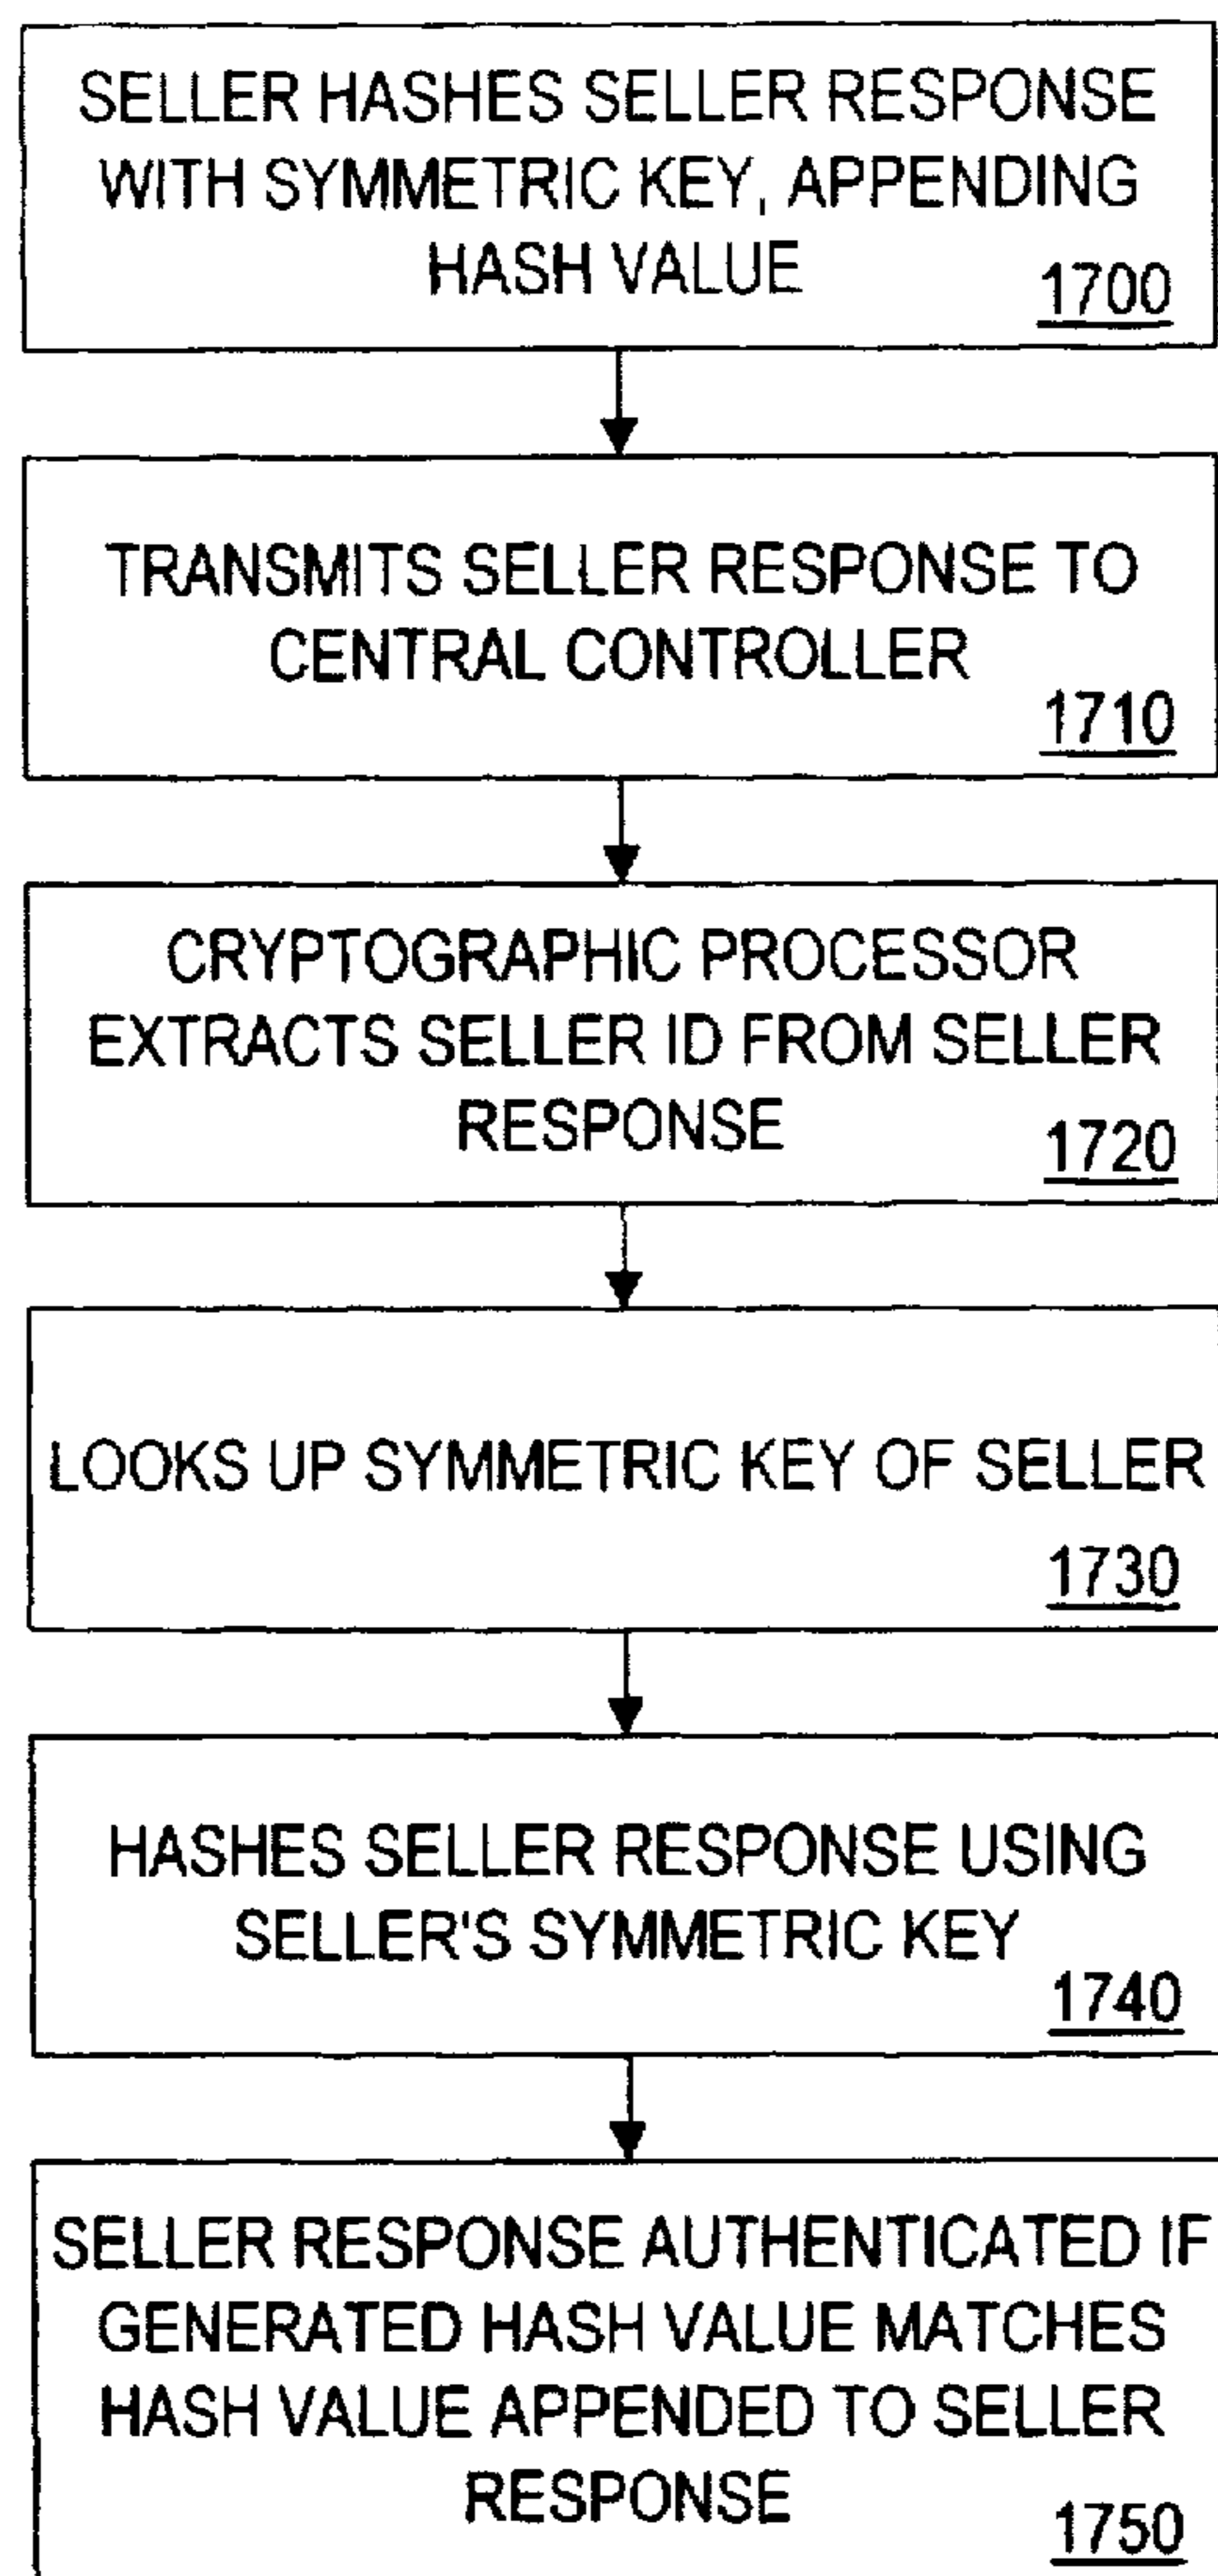 SELLER HASHES SELLER RESPONSE
WITH SYMMETRIC KEY, APPENDING
HASH VALUE
1700
TRANSMITS SELLER RESPONSE TO
CENTRAL CONTROLLER
1710
CRYPTOGRAPHIC PROCESSOR
EXTRACTS SELLER ID FROM SELLER
RESPONSE
1720
LOOKS UP SYMMETRIC KEY OF SELLER
1730
HASHES SELLER RESPONSE USING
SELLER'S SYMMETRIC KEY
1740
SELLER RESPONSE AUTHENTICATED IF
GENERATED HASH VALUE MATCHES
HASH VALUE APPENDED TO SELLER
RESPONSE
1750